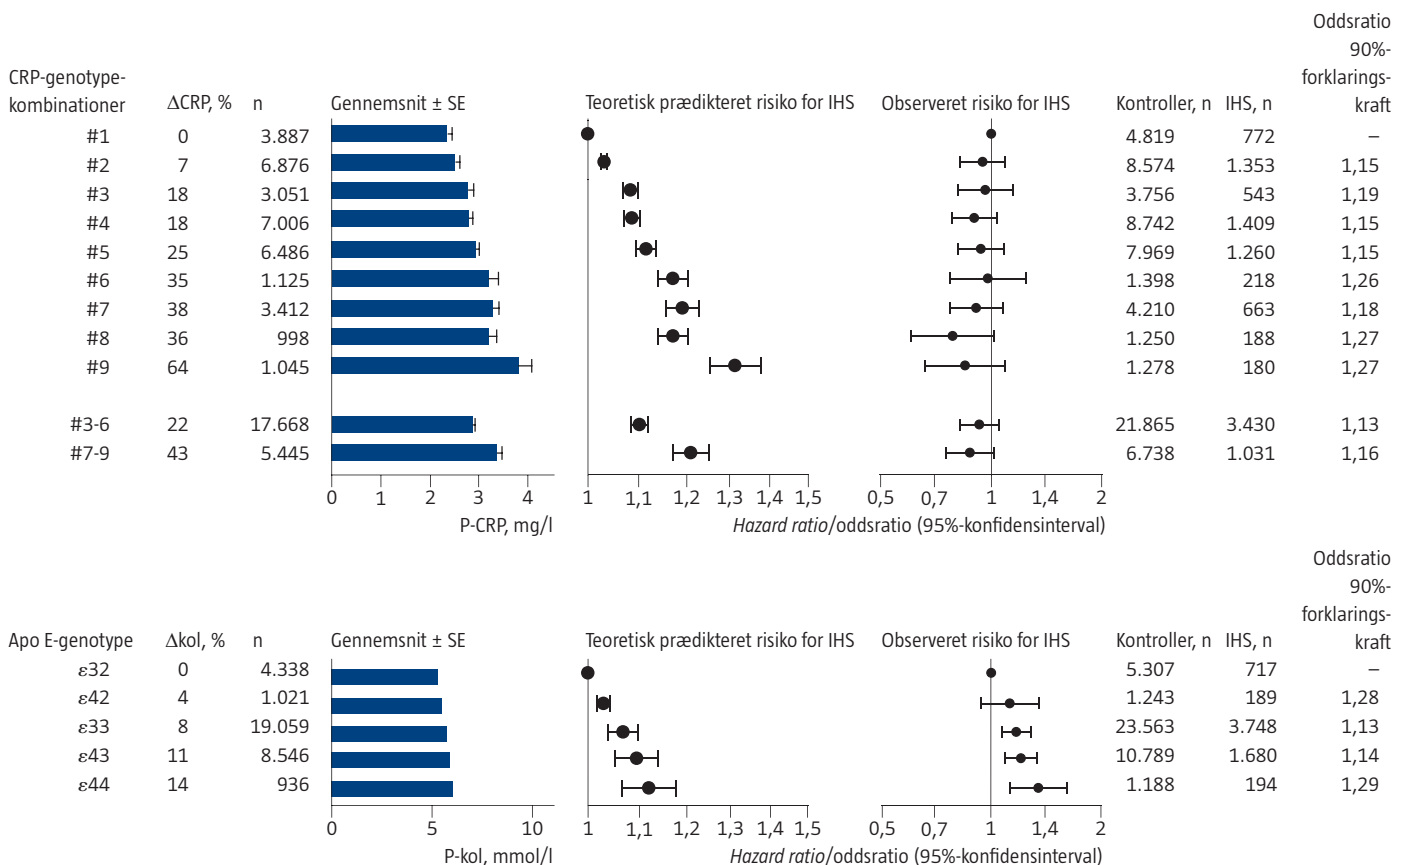 Oddsratio
90%-
CRP-genotype- forklarings-
kombinationer ΔCRP, % n Gennemsnit ± SE Teoretisk prædikteret risiko for IHS Observeret risiko for IHS Kontroller, n IHS, n kraft
#1 0 3.887 4.819 772 –
#2 7 6.876 8.574 1.353 1,15
#3 18 3.051 3.756 543 1,19
#4 18 7.006 8.742 1.409 1,15
#5 25 6.486 7.969 1.260 1,15
#6 35 1.125 1.398 218 1,26
#7 38 3.412 4.210 663 1,18
#8 36 998 1.250 188 1,27
#9 64 1.045 1.278 180 1,27
#3-6 22 17.668 21.865 3.430 1,13
#7-9 43 5.445 6.738 1.031 1,16
0 1 2 3 4 1 1,1 1,2 1,3 1,4 1,5 0,5 0,7 1 1,4 2
P-CRP, mg/l Hazard ratio/oddsratio (95%-konfidensinterval)
Oddsratio
90%-
forklarings-
Apo E-genotype Δkol, % n Gennemsnit ± SE Teoretisk prædikteret risiko for IHS Observeret risiko for IHS Kontroller, n IHS, n kraft
ε32 0 4.338 5.307 717 –
ε42 4 1.021 1.243 189 1,28
ε33 8 19.059 23.563 3.748 1,13
ε43 11 8.546 10.789 1.680 1,14
ε44 14 936 1.188 194 1,29
0 5 10 1 1,1 1,2 1,3 1,4 1,5 0,5 0,7 1 1,4 2
P-kol, mmol/l Hazard ratio/oddsratio (95%-konfidensinterval)